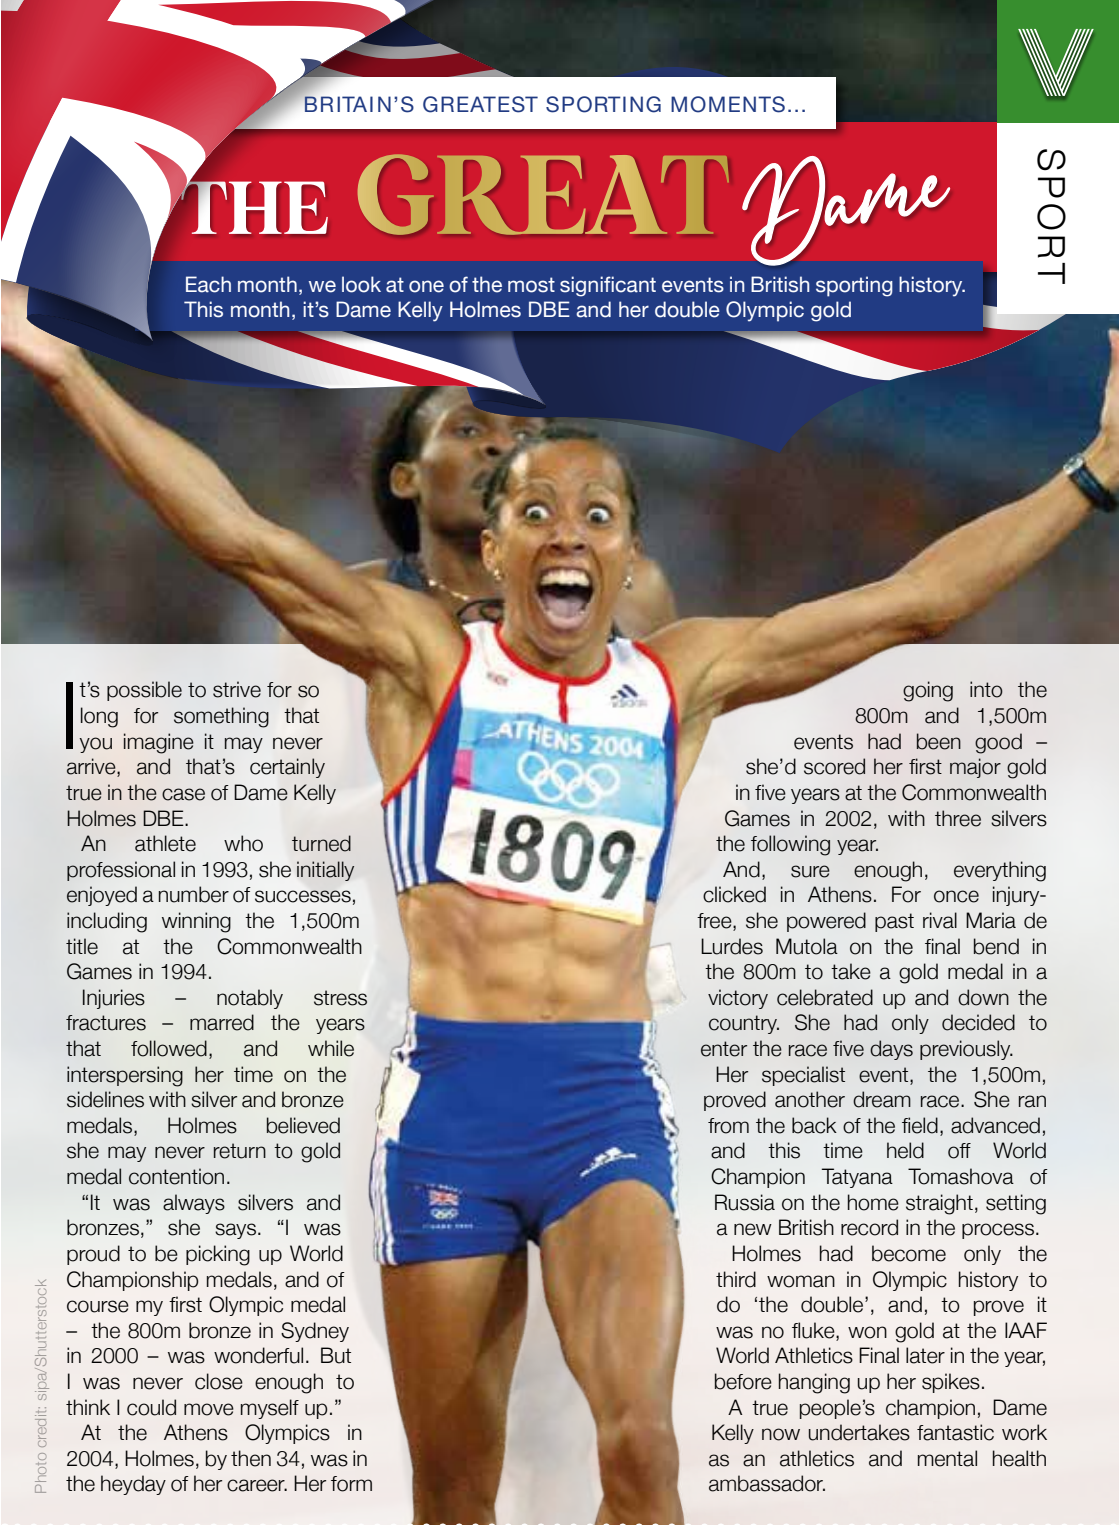 BRITAIN'S GREATEST SPORTING MOMENTS...
V
SPORT
THE GREAT Dame
Each month, we look at one of the most significant events in British sporting history.
This month, it's Dame Kelly Holmes DBE and her double Olympic gold
adidas
ATHENS 2004
1809
It's possible to strive for so
long for something that
you imagine it may never
arrive, and that's certainly
true in the case of Dame Kelly
Holmes DBE.
An athlete who turned
professional in 1993, she initially
enjoyed a number of successes,
including winning the 1,500m
title at the Commonwealth
Games in 1994.
Injuries – notably stress
fractures – marred the years
that followed, and while
interspersing her time on the
sidelines with silver and bronze
medals, Holmes believed
she may never return to gold
medal contention.
“It was always silvers and
bronzes,” she says. “I was
proud to be picking up World
Championship medals, and of
course my first Olympic medal
– the 800m bronze in Sydney
in 2000 – was wonderful. But
I was never close enough to
think I could move myself up.”
At the Athens Olympics in
2004, Holmes, by then 34, was in
the heyday of her career. Her form
going into the
800m and 1,500m
events had been good –
she'd scored her first major gold
in five years at the Commonwealth
Games in 2002, with three silvers
the following year.
And, sure enough, everything
clicked in Athens. For once injury-
free, she powered past rival Maria de
Lurdes Mutola on the final bend in
the 800m to take a gold medal in a
victory celebrated up and down the
country. She had only decided to
enter the race five days previously.
Her specialist event, the 1,500m,
proved another dream race. She ran
from the back of the field, advanced,
and this time held off World
Champion Tatyana Tomashova of
Russia on the home straight, setting
a new British record in the process.
Holmes had become only the
third woman in Olympic history to
do ‘the double’, and, to prove it
was no fluke, won gold at the IAAF
World Athletics Final later in the year,
before hanging up her spikes.
A true people's champion, Dame
Kelly now undertakes fantastic work
as an athletics and mental health
ambassador.
Photo credit: sipa/Shutterstock